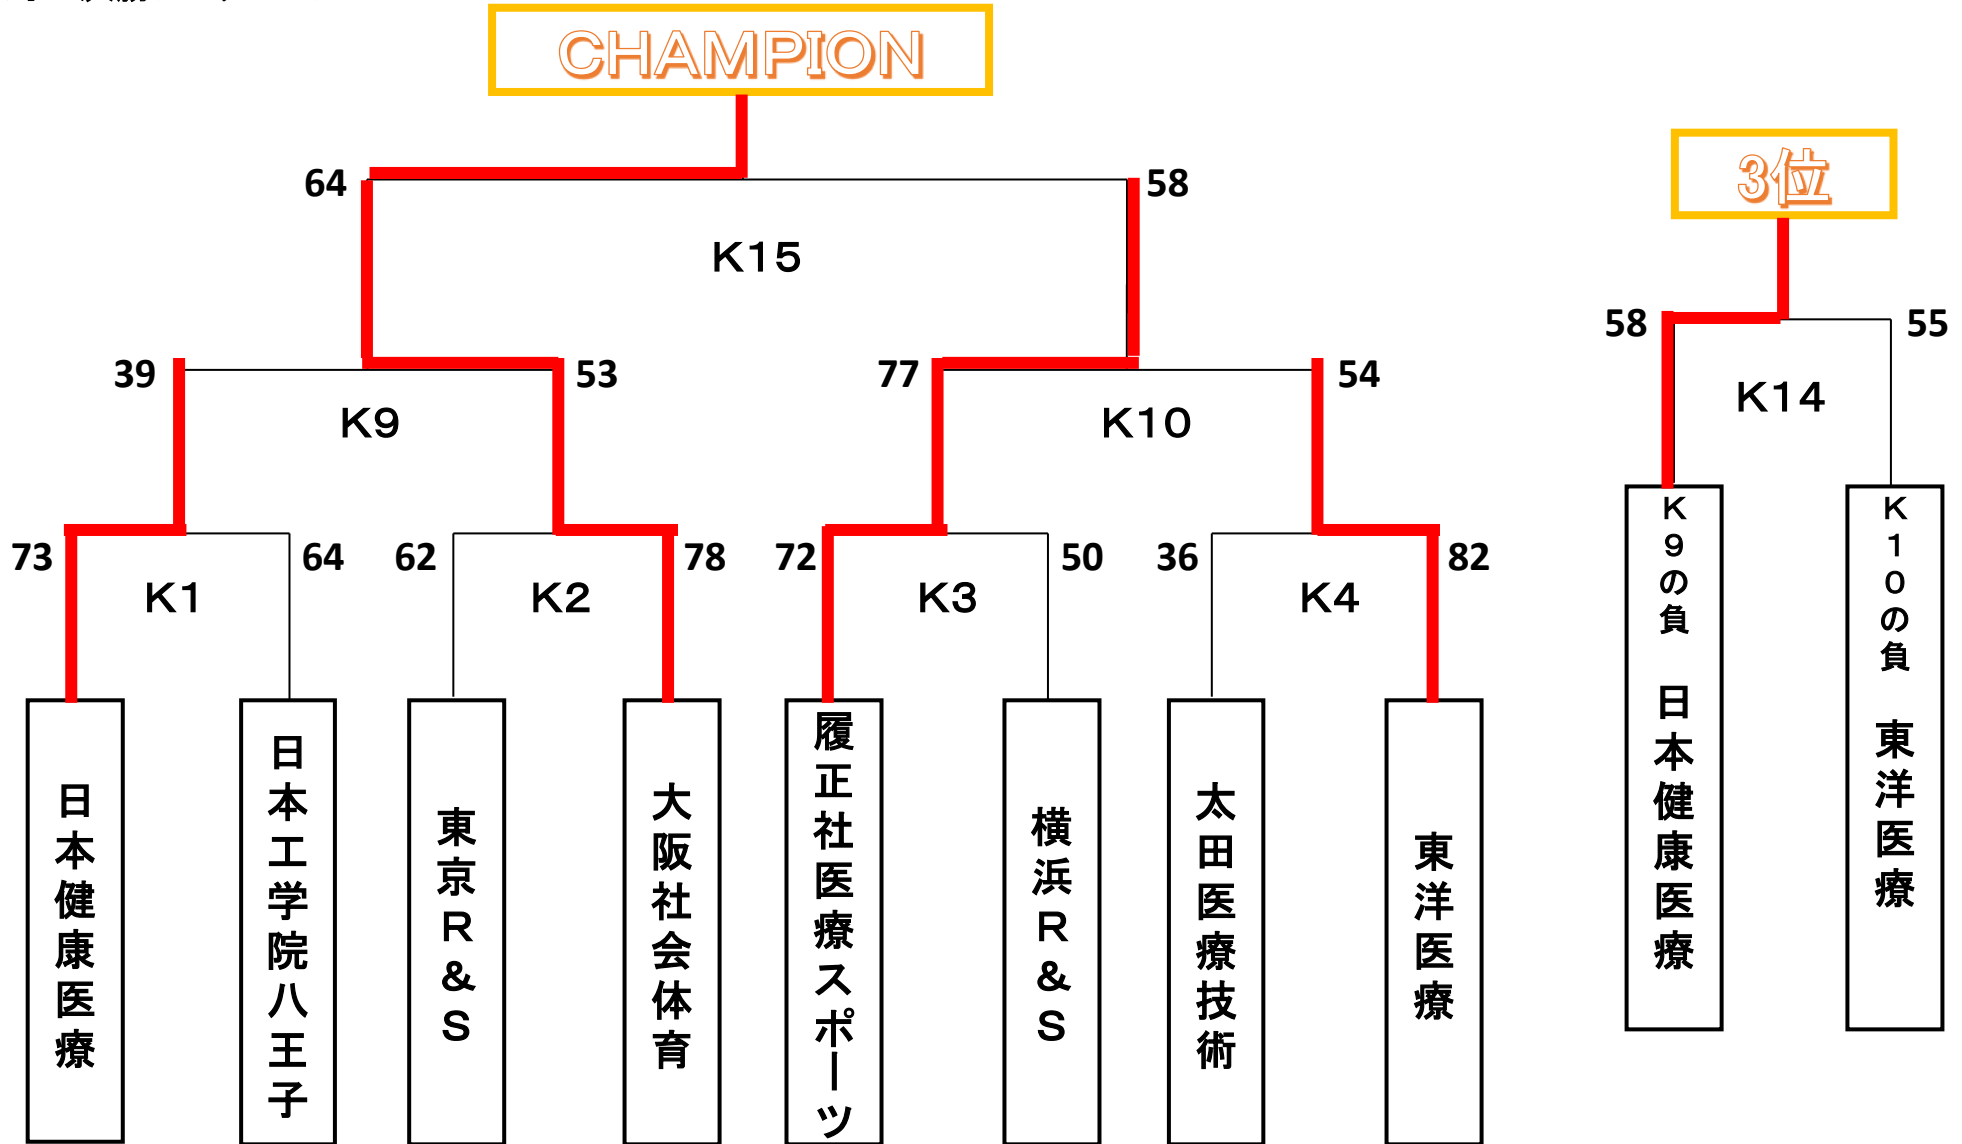 CHAMPION
3位
64
58
K15
58
55
K14
39
53
77
54
K9
K10
73
64
62
78
72
50
36
82
K1
K2
K3
K4
日本健康医療
日本工学院八王子
東京R&S
大阪社会体育
履正社医療スポーツ
横浜R&S
太田医療技術
東洋医療
K9の負 日本健康医療
K10の負 東洋医療